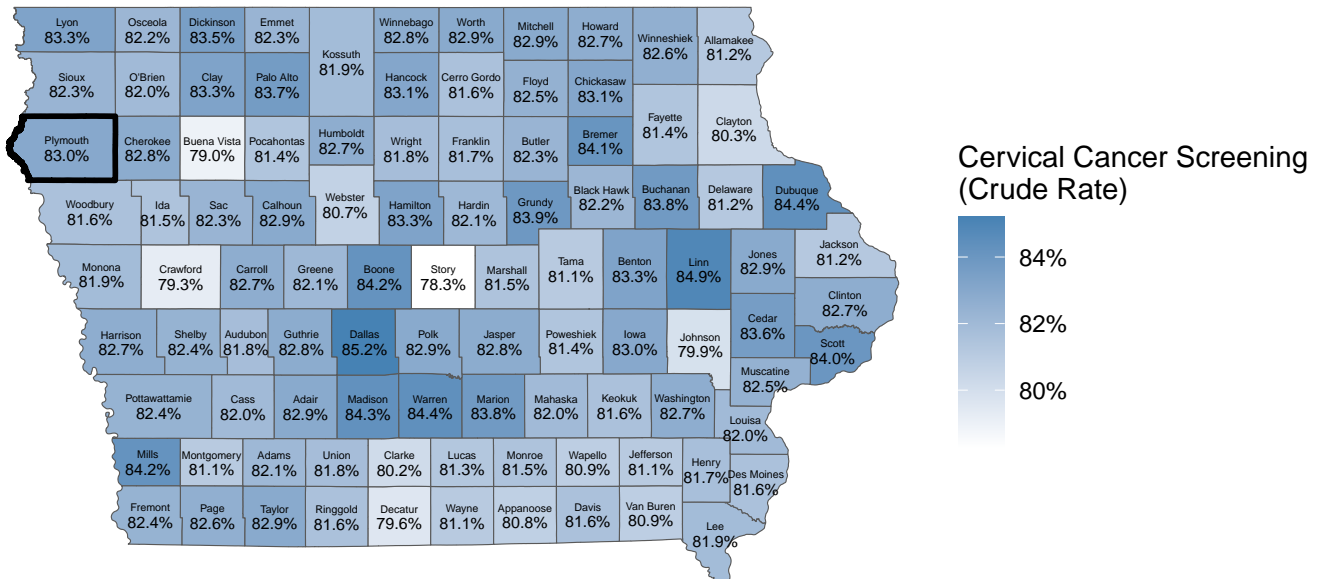 Lyon
83.3%
Osceola
82.2%
Dickinson
83.5%
Emmet
82.3%
Kossuth
81.9%
Winnebago
82.8%
Worth
82.9%
Mitchell
82.9%
Howard
82.7%
Winneshiek
82.6%
Allamakee
81.2%
Sioux
82.3%
O'Brien
82.0%
Clay
83.3%
Palo Alto
83.7%
Hancock
83.1%
Cerro Gordo
81.6%
Floyd
82.5%
Chickasaw
83.1%
Fayette
81.4%
Clayton
80.3%
Plymouth
83.0%
Cherokee
82.8%
Buena Vista
79.0%
Pocahontas
81.4%
Humboldt
82.7%
Wright
81.8%
Franklin
81.7%
Butler
82.3%
Bremer
84.1%
Woodbury
81.6%
Ida
81.5%
Sac
82.3%
Calhoun
82.9%
Webster
80.7%
Hamilton
83.3%
Hardin
82.1%
Grundy
83.9%
Black Hawk
82.2%
Buchanan
83.8%
Delaware
81.2%
Dubuque
84.4%
Monona
81.9%
Crawford
79.3%
Carroll
82.7%
Greene
82.1%
Boone
84.2%
Story
78.3%
Marshall
81.5%
Tama
81.1%
Benton
83.3%
Linn
84.9%
Jones
82.9%
Jackson
81.2%
Clinton
82.7%
Harrison
82.7%
Shelby
82.4%
Audubon
81.8%
Guthrie
82.8%
Dallas
85.2%
Polk
82.9%
Jasper
82.8%
Poweshiek
81.4%
Iowa
83.0%
Johnson
79.9%
Cedar
83.6%
Scott
84.0%
Muscatine
82.5%
Pottawattamie
82.4%
Cass
82.0%
Adair
82.9%
Madison
84.3%
Warren
84.4%
Marion
83.8%
Mahaska
82.0%
Keokuk
81.6%
Washington
82.7%
Louisa
82.0%
Mills
84.2%
Montgomery
81.1%
Adams
82.1%
Union
81.8%
Clarke
80.2%
Lucas
81.3%
Monroe
81.5%
Wapello
80.9%
Jefferson
81.1%
Henry
81.7%
Des Moines
81.6%
Fremont
82.4%
Page
82.6%
Taylor
82.9%
Ringgold
81.6%
Decatur
79.6%
Wayne
81.1%
Appanoose
80.8%
Davis
81.6%
Van Buren
80.9%
Lee
81.9%
Cervical Cancer Screening
(Crude Rate)
84%
82%
80%